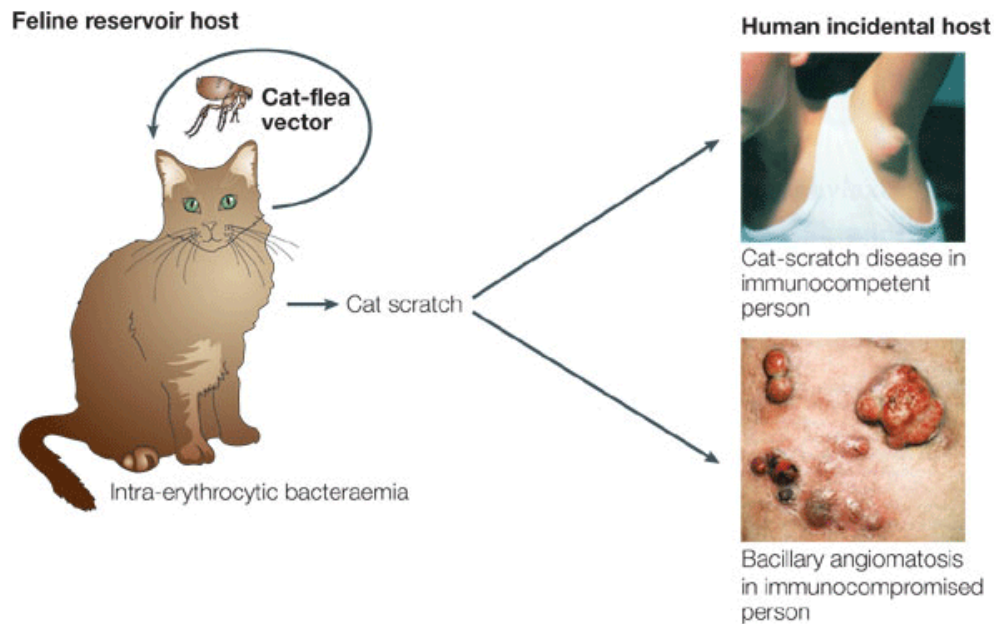 Feline reservoir host
Cat-flea
vector
Cat scratch
Intra-erythrocytic bacteraemia
Human incidental host
Cat-scratch disease in
immunocompetent
person
Bacillary angiomatosis
in immunocompromised
person